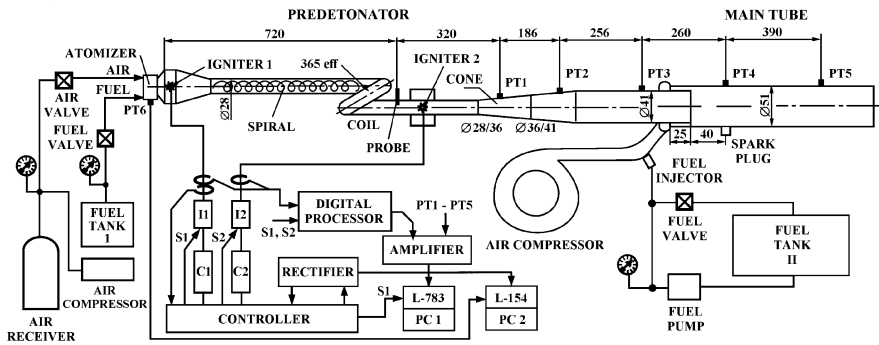 PREDETONATOR
MAIN TUBE
720
320
186
256
260
390
ATOMIZER
IGNITER 1
365 eff
IGNITER 2
CONE
PT1
PT2
PT3
PT4
PT5
AIR
FUEL
AIR
VALVE
PT6
FUEL
VALVE
Ø28
SPIRAL
COIL
PROBE
Ø28/36
Ø36/41
Ø41
Ø51
25
40
SPARK
PLUG
FUEL
INJECTOR
FUEL
TANK
1
I1
I2
S1
S2
S1, S2
DIGITAL
PROCESSOR
PT1 - PT5
AMPLIFIER
AIR COMPRESSOR
FUEL
VALVE
FUEL
TANK
II
AIR
COMPRESSOR
AIR
RECEIVER
C1
C2
RECTIFIER
S1
L-783
PC 1
L-154
PC 2
CONTROLLER
FUEL
PUMP